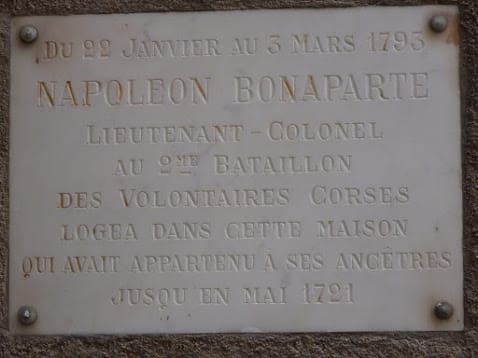 DU 22 JANVIER AU 3 MARS 1793
NAPOLEON BONAPARTE
LIEUTENANT-COLONEL
AU 2ME BATAILLON
DES VOLONTAIRES CORSES
LOGEA DANS CETTE MAISON
QUI AVAIT APPARTENU À SES ANCÊTRES
JUSQU'EN MAI 1721